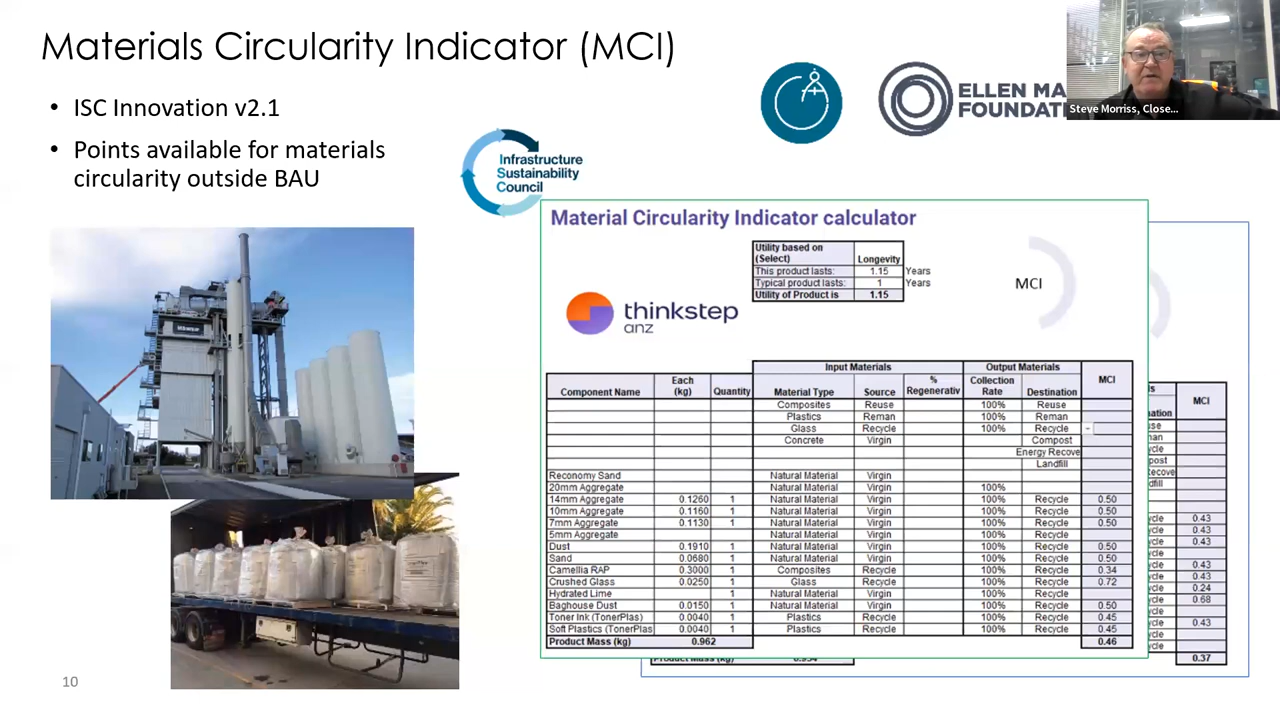 Materials Circularity Indicator (MCI)
• ISC Innovation v2.1
• Points available for materials
circularity outside BAU
Infrastructure
Sustainability
Council
ELLEN MA
FOUNDAT
Steve Morriss, Close...
Material Circularity Indicator calculator
Utility based on
(Select) Longevity
This product lasts: 1.15 Years
Typical product lasts: 1 Years
Utility of Product is 1.15
MCI
thinkstep
anz
Input Materials Output Materials MCI
Component Name Each (kg) Quantity Material Type Source % Regenerativ Collection Rate Destination
Composites Reuse 100% Reuse
Plastics Reman 100% Reman
Glass Recycle 100% Recycle
Concrete Virgin Compost
Energy Recove
Landfill
Reconomy Sand Natural Material Virgin
20mm Aggregate Natural Material Virgin 100%
14mm Aggregate 0.1260 1 Natural Material Virgin 100% Recycle 0.50
10mm Aggregate 0.1160 1 Natural Material Virgin 100% Recycle 0.50
7mm Aggregate 0.1130 1 Natural Material Virgin 100% Recycle 0.50
5mm Aggregate Natural Material Virgin 100% Recycle
Dust 0.1910 1 Natural Material Virgin 100% Recycle 0.50
Sand 0.0680 1 Natural Material Virgin 100% Recycle 0.50
Camellia RAP 0.3000 1 Composites Recycle 100% Recycle 0.34
Crushed Glass 0.0250 1 Glass Recycle 100% Recycle 0.72
Hydrated Lime 1 Natural Material Virgin 100% Recycle
Baghouse Dust 0.0150 1 Natural Material Virgin 100% Recycle 0.50
Toner Ink (TonerPlas) 0.0040 1 Plastics Recycle 100% Recycle 0.45
Soft Plastics (TonerPlas 0.0040 1 Plastics Recycle 100% Recycle 0.45
Product Mass (kg) 0.962 0.46
MCI
0.43
0.43
0.43
0.43
0.43
0.24
0.68
0.43
0.37
10